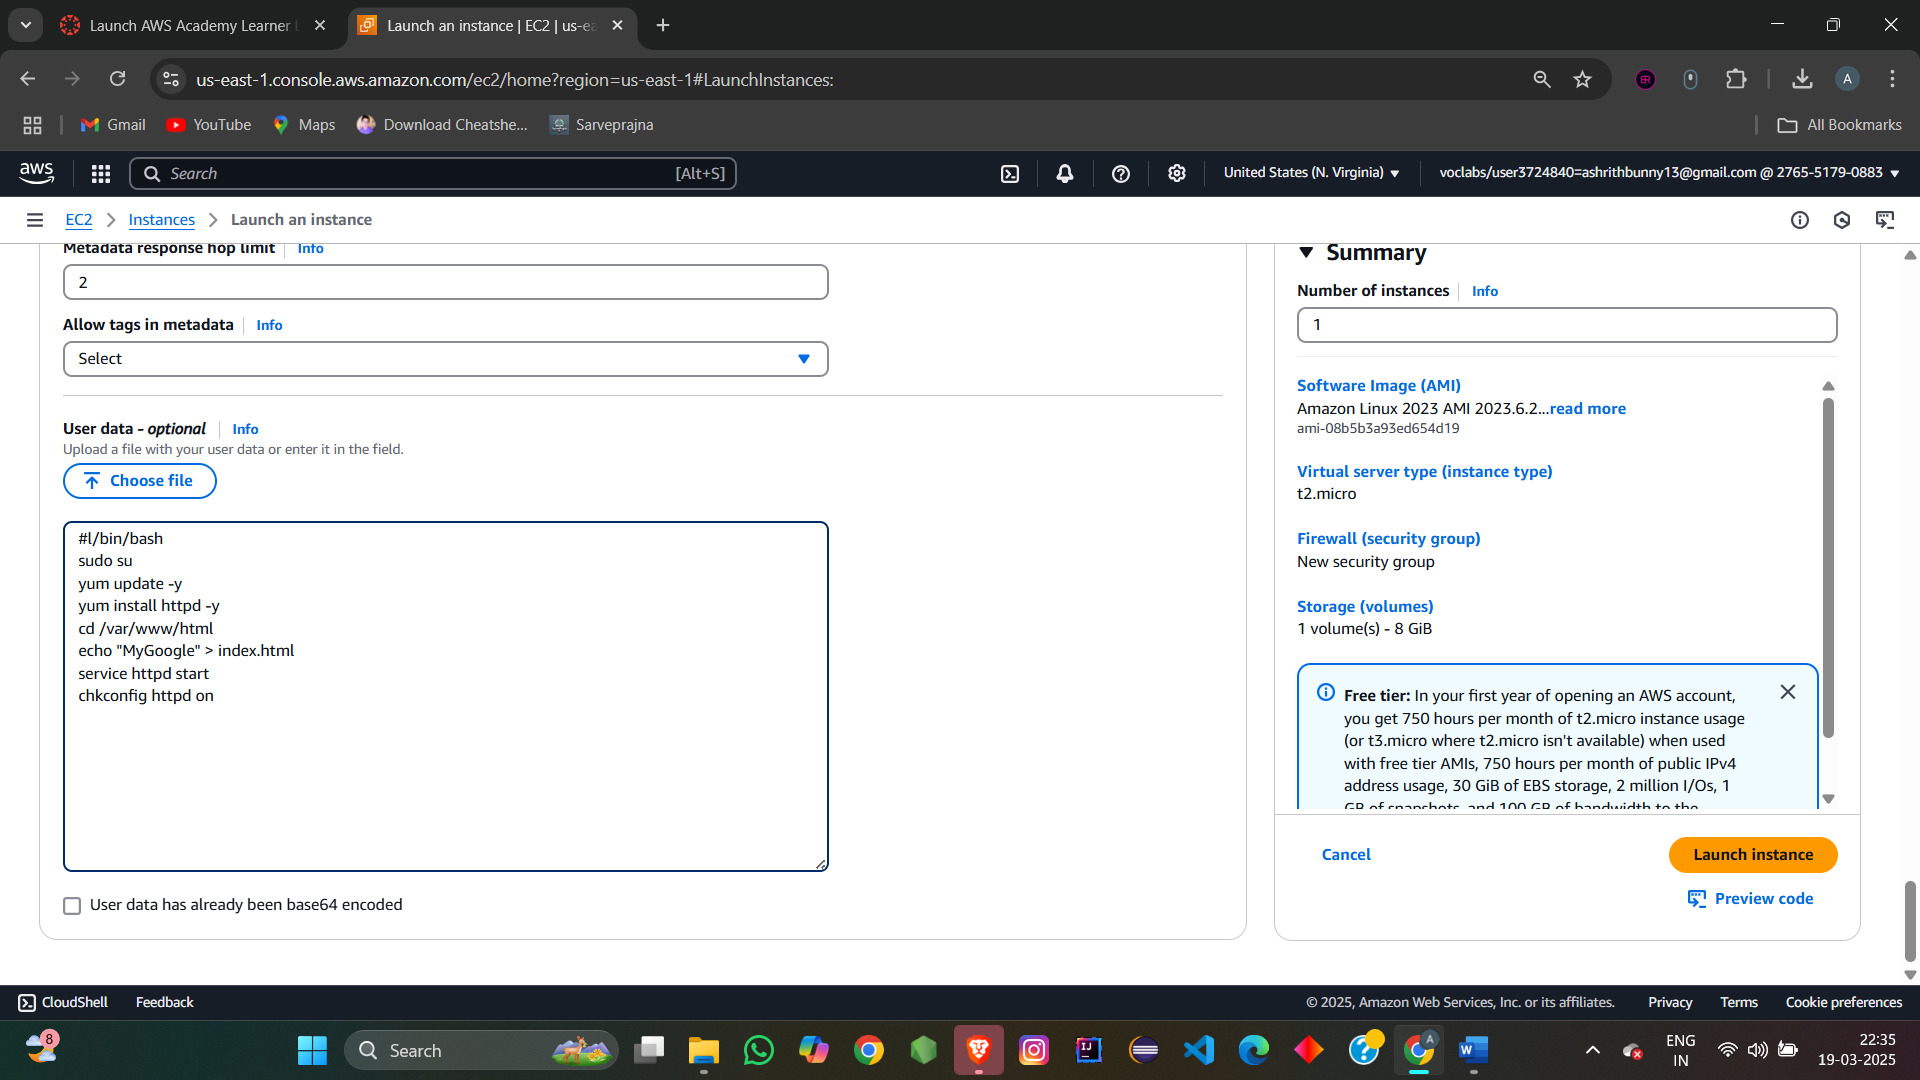 Launch AWS Academy Learner
Launch an instance | EC2 | us-ea
us-east-1.console.aws.amazon.com/ec2/home?region=us-east-1#LaunchInstances:
A
Gmail
YouTube
Maps
Download Cheatshe...
Sarveprajna
All Bookmarks
aws
Search
[Alt+S]
United States (N. Virginia)
voclabs/user3724840=ashrithbunny13@gmail.com @ 2765-5179-0883
EC2
Instances
Launch an instance
Metadata response hop limit
Info
2
Allow tags in metadata
Info
Select
User data - optional
Info
Upload a file with your user data or enter it in the field.
Choose file
#l/bin/bash
sudo su
yum update -y
yum install httpd -y
cd /var/www/html
echo "MyGoogle" > index.html
service httpd start
chkconfig httpd on
User data has already been base64 encoded
Summary
Number of instances
Info
1
Software Image (AMI)
Amazon Linux 2023 AMI 2023.6.2...read more
ami-08b5b3a93ed654d19
Virtual server type (instance type)
t2.micro
Firewall (security group)
New security group
Storage (volumes)
1 volume(s) - 8 GiB
Free tier: In your first year of opening an AWS account,
you get 750 hours per month of t2.micro instance usage
(or t3.micro where t2.micro isn't available) when used
with free tier AMIs, 750 hours per month of public IPv4
address usage, 30 GiB of EBS storage, 2 million I/Os, 1
GB of snapshots, and 100 GB of bandwidth to the
Cancel
Launch instance
Preview code
CloudShell
Feedback
© 2025, Amazon Web Services, Inc. or its affiliates.
Privacy
Terms
Cookie preferences
8
Search
ENG
IN
22:35
19-03-2025